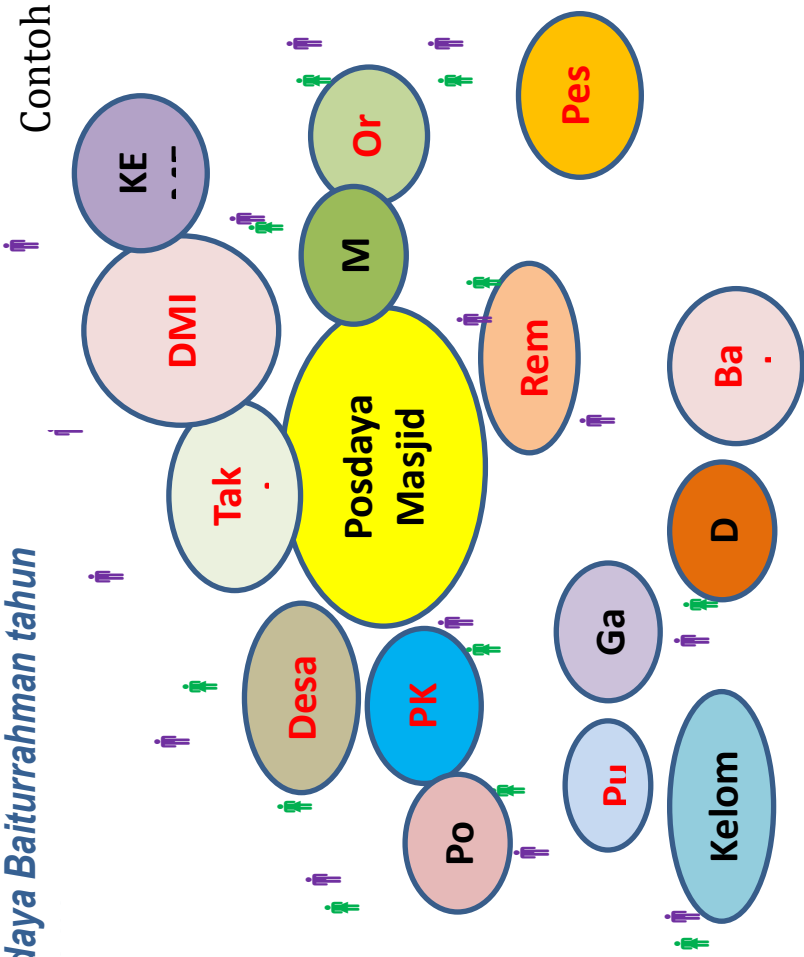 daya Baiturrahman tahun
Contoh
KE
DMI
Tak
Desa
Posdaya
Masjid
M
Or
PK
Po
Rem
Pes
Pu
Ga
Kelom
D
Ba